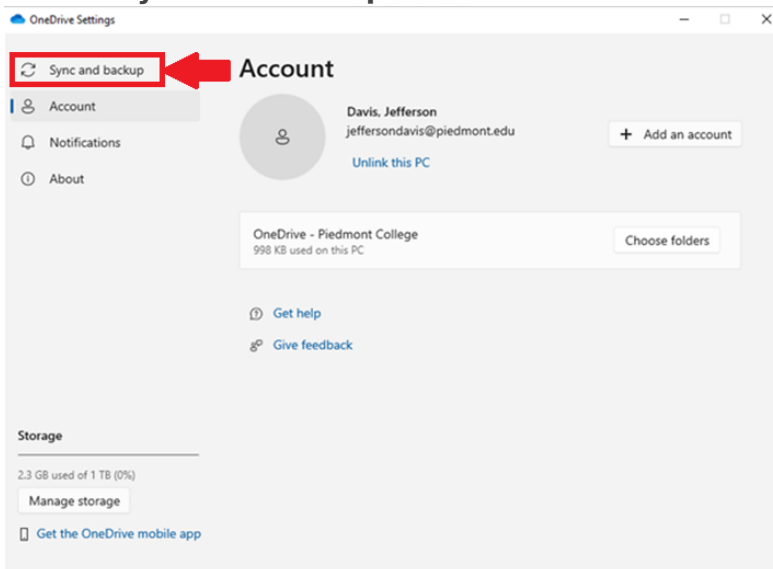 OneDrive Settings
Sync and backup
Account
Notifications
About
Account
Davis, Jefferson
jeffersondavis@piedmont.edu
Unlink this PC
+ Add an account
OneDrive - Piedmont College
998 KB used on this PC
Choose folders
Get help
Give feedback
Storage
2.3 GB used of 1 TB (0%)
Manage storage
Get the OneDrive mobile app